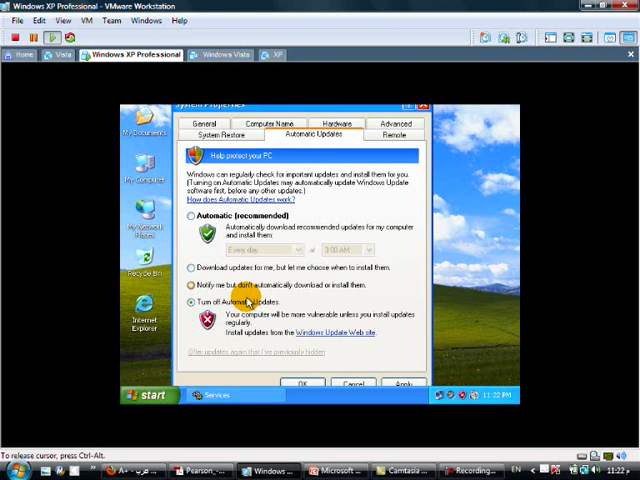 Windows XP Professional - VMware Workstation
File Edit View VM Team Windows Help
Home Vista Windows XP Professional Windows Vista XP
System Properties
General Computer Name Hardware Advanced
System Restore Automatic Updates Remote
My Documents
Help protect your PC
Windows can regularly check for important updates and install them for you.
(Turning on Automatic Updates may automatically update Windows Update
software first, before any other updates.)
How does Automatic Updates work?
My Computer
Automatic (recommended)
Automatically download recommended updates for my computer
and install them:
Every day at 3:00 AM
My Network
Places
Download updates for me, but let me choose when to install them.
Recycle Bin
Notify me but don't automatically download or install them.
Turn off Automatic Updates.
Your computer will be more vulnerable unless you install updates
regularly.
Install updates from the Windows Update Web site.
Internet
Explorer
Offer updates again that I've previously hidden
OK Cancel Apply
start Services 11:22 PM
To release cursor, press Ctrl-Alt.
A+ - عرب... Pearson_-... Windows ... Microsoft ... Camtasia ... Recording... EN 11:22 م